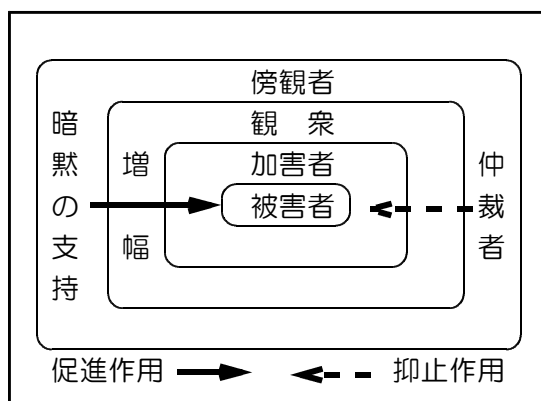 傍観者
観 衆
加害者
被害者
暗黙の支持
増幅
仲裁者
促進作用
抑止作用